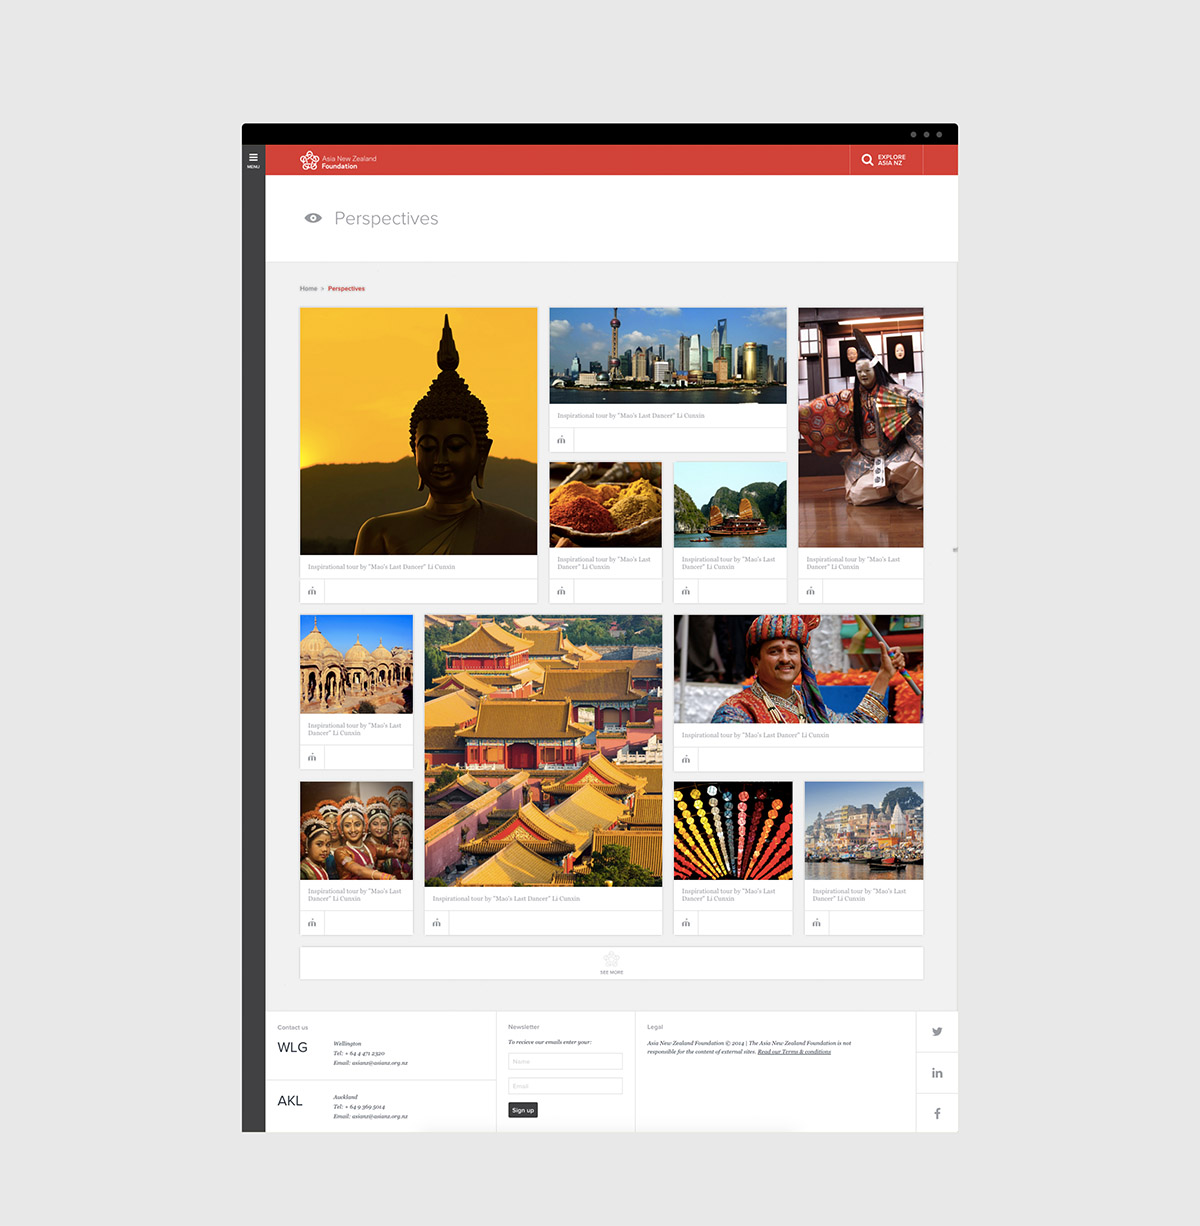 MENU
Asia New Zealand
Foundation
EXPLORE
ASIA NZ
Perspectives
Home > Perspectives
Inspirational tour by "Mao's Last Dancer" Li Cunxin
Inspirational tour by "Mao's Last Dancer" Li Cunxin
Inspirational tour by "Mao's Last
Dancer" Li Cunxin
Inspirational tour by "Mao's Last
Dancer" Li Cunxin
Inspirational tour by "Mao's Last
Dancer" Li Cunxin
Inspirational tour by "Mao's Last
Dancer" Li Cunxin
Inspirational tour by "Mao's Last Dancer" Li Cunxin
Inspirational tour by "Mao's Last Dancer" Li Cunxin
Inspirational tour by "Mao's Last
Dancer" Li Cunxin
Inspirational tour by "Mao's Last
Dancer" Li Cunxin
Inspirational tour by "Mao's Last
Dancer" Li Cunxin
SEE MORE
Contact us
WLG
Wellington
Tel: + 64 4 471 2320
Email: asianz@asianz.org.nz
AKL
Auckland
Tel: + 64 9 369 5014
Email: asianz@asianz.org.nz
Newsletter
To recieve our emails enter your:
Name
Email
Sign up
Legal
Asia New Zealand Foundation © 2014 | The Asia New Zealand Foundation is not
responsible for the content of external sites. Read our Terms & conditions